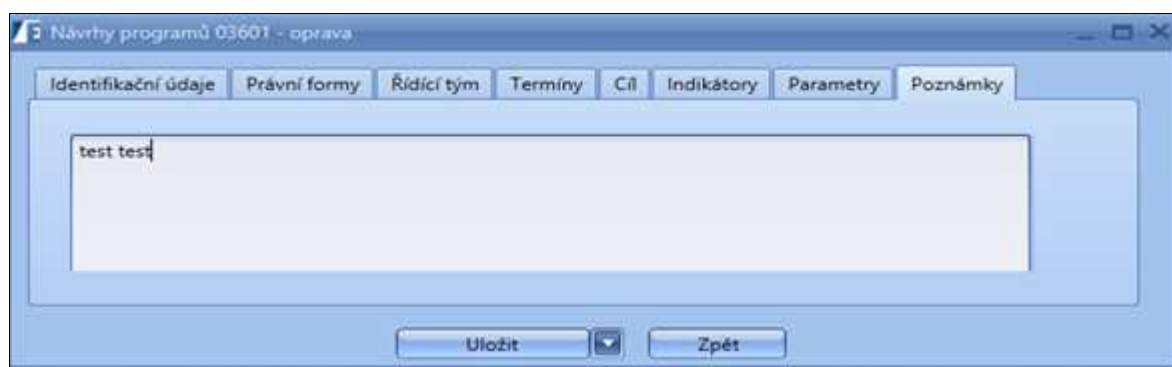 Návrhy programů 03601 - oprava
Identifikační údaje Právní formy Řídící tým Termíny Cíl Indikátory Parametry Poznámky
test test
Uložit Zpět